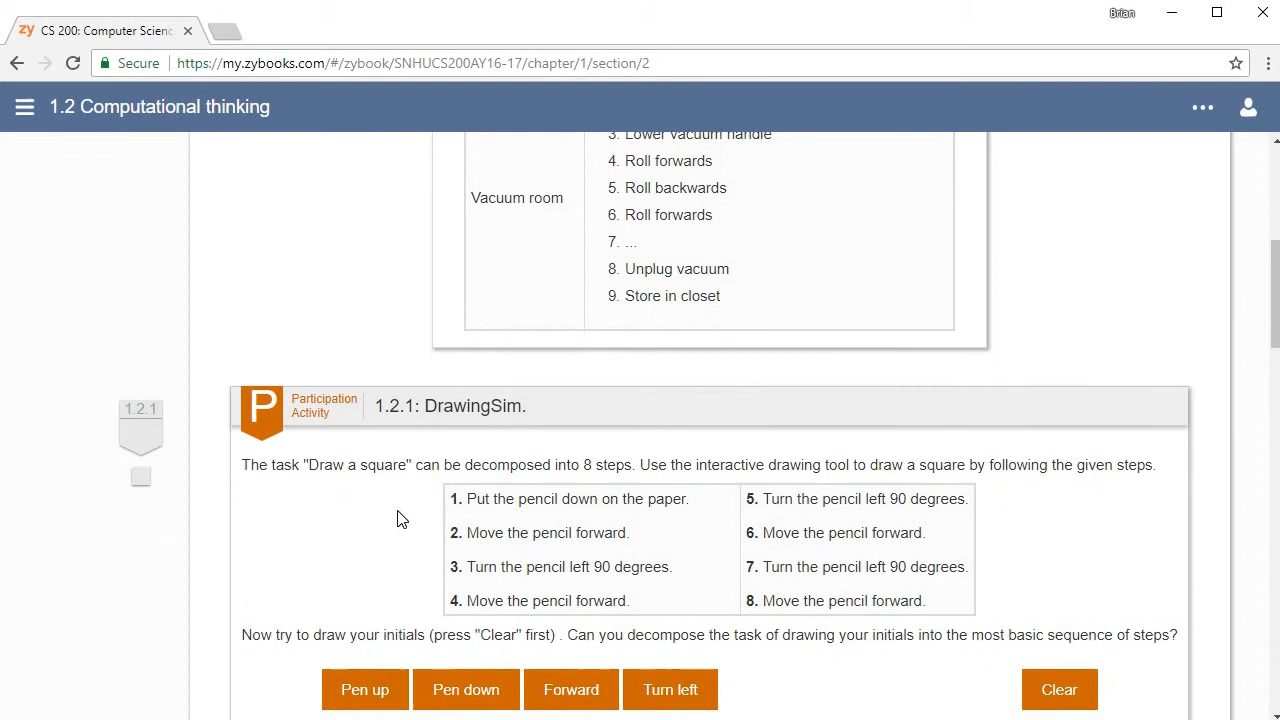 Brian
zy CS 200: Computer Scienc
Secure https://my.zybooks.com/#/zybook/SNHUCS200AY16-17/chapter/1/section/2
1.2 Computational thinking
3. Lower vacuum handle
4. Roll forwards
5. Roll backwards
Vacuum room
6. Roll forwards
7. ...
8. Unplug vacuum
9. Store in closet
1.2.1
P Participation Activity 1.2.1: DrawingSim.
The task "Draw a square" can be decomposed into 8 steps. Use the interactive drawing tool to draw a square by following the given steps.
1. Put the pencil down on the paper.
2. Move the pencil forward.
3. Turn the pencil left 90 degrees.
4. Move the pencil forward.
5. Turn the pencil left 90 degrees.
6. Move the pencil forward.
7. Turn the pencil left 90 degrees.
8. Move the pencil forward.
Now try to draw your initials (press "Clear" first) . Can you decompose the task of drawing your initials into the most basic sequence of steps?
Pen up Pen down Forward Turn left Clear